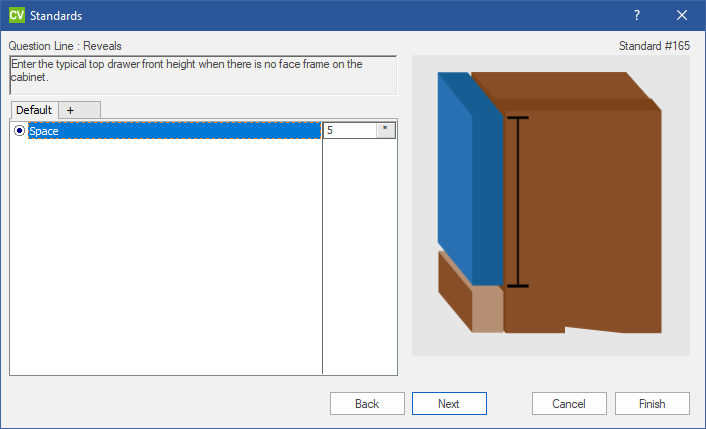 CV Standards ?
Question Line : Reveals Standard #165
Enter the typical top drawer front height when there is no face frame on the
cabinet.
Default +
Space 5 "
Back Next Cancel Finish